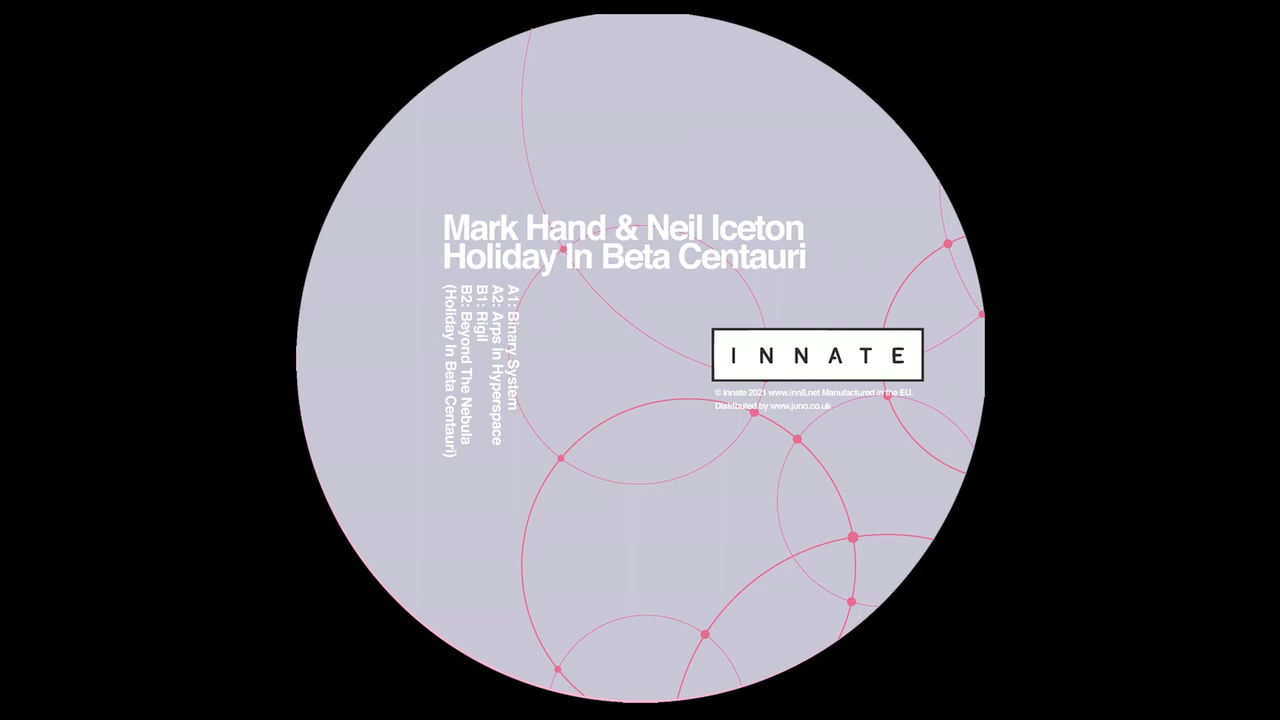 Mark Hand & Neil Iceton
Holiday In Beta Centauri
A1: Binary System
A2: Arps In Hyperspace
B1: Rigil
B2: Beyond The Nebula
(Holiday In Beta Centauri)
INNATE
© Innate 2021 www.inn8.net Manufactured in the EU.
Distributed by www.juno.co.uk